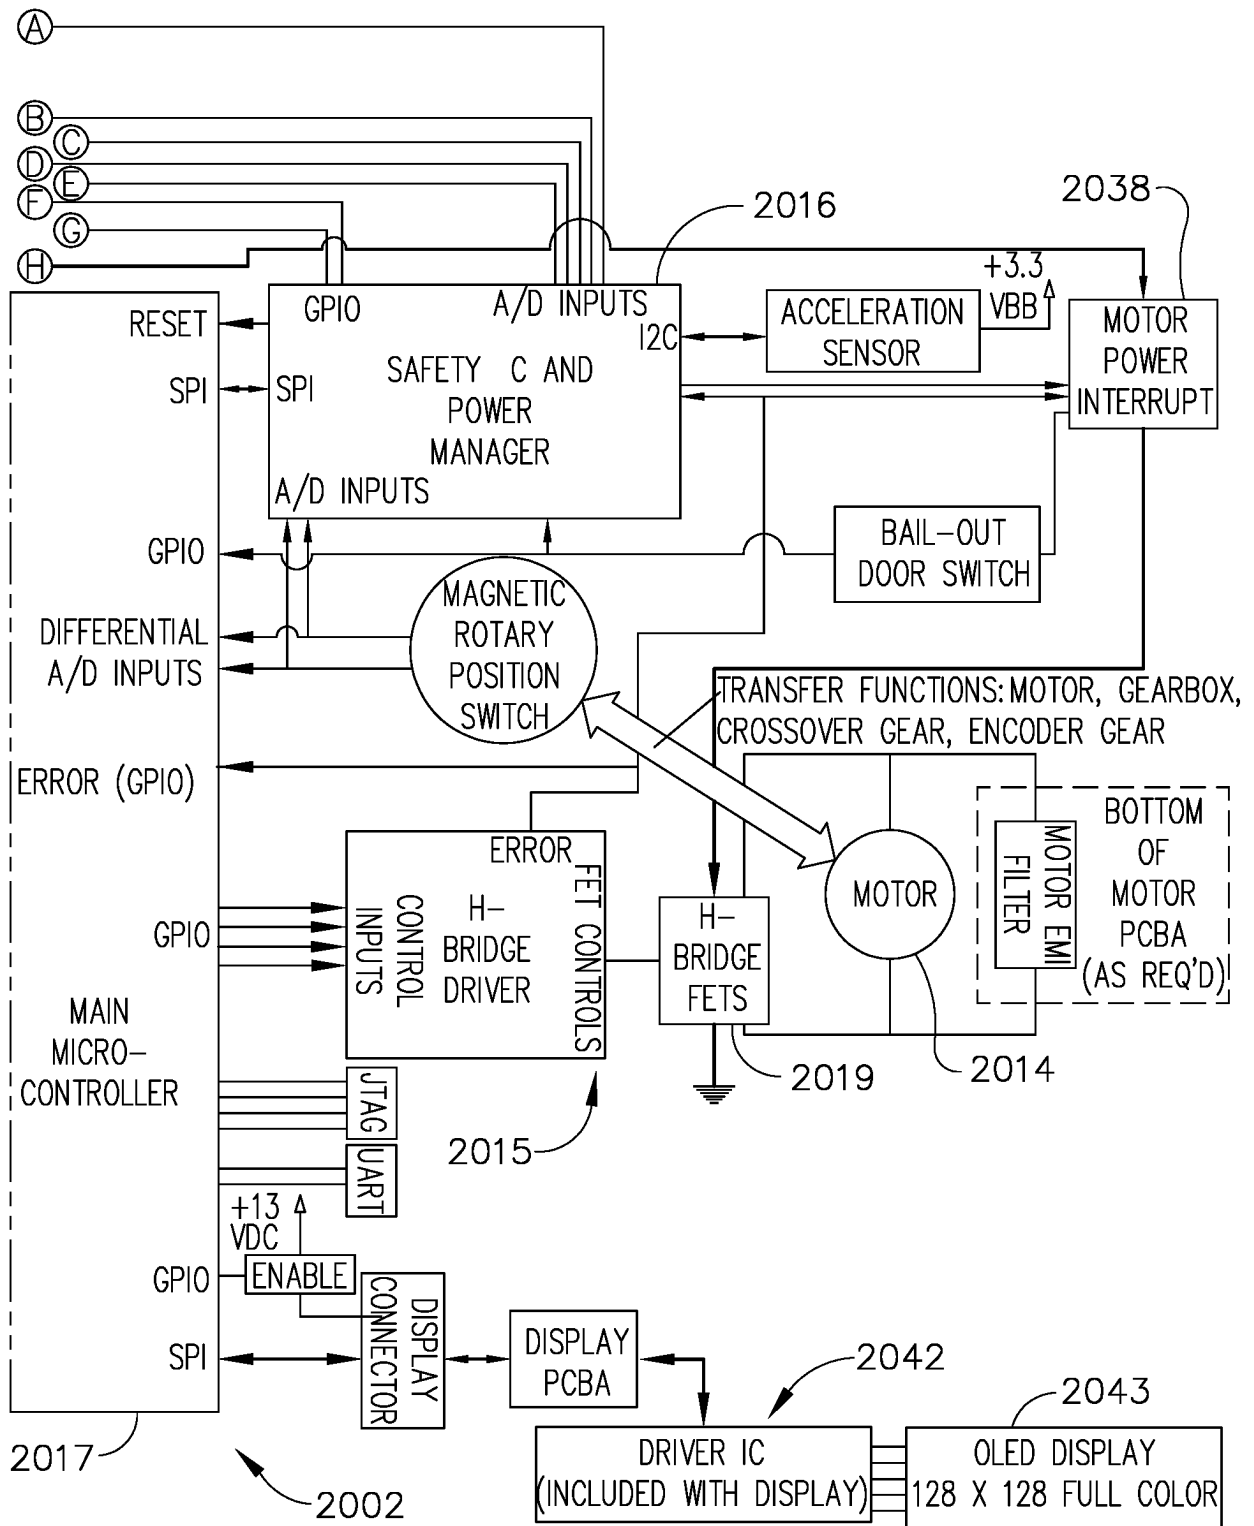 A
B
C
D
E
F
G
H
2016
2038
+3.3
VBB
RESET
GPIO
A/D INPUTS
I2C
ACCELERATION
SENSOR
MOTOR
POWER
INTERRUPT
SPI
SPI
SAFETY C AND
POWER
MANAGER
A/D INPUTS
GPIO
BAIL-OUT
DOOR SWITCH
DIFFERENTIAL
A/D INPUTS
MAGNETIC
ROTARY
POSITION
SWITCH
TRANSFER FUNCTIONS: MOTOR, GEARBOX,
CROSSOVER GEAR, ENCODER GEAR
ERROR (GPIO)
ERROR
CONTROL
INPUTS
H-
BRIDGE
DRIVER
FET CONTROLS
GPIO
H-
BRIDGE
FETS
MOTOR
MOTOR EMI
FILTER
BOTTOM
OF
MOTOR
PCBA
(AS REQ'D)
MAIN
MICRO-
CONTROLLER
2019
2014
JTAG
2015
UART
+13
VDC
GPIO
ENABLE
SPI
DISPLAY
CONNECTOR
DISPLAY
PCBA
2042
2043
2017
2002
DRIVER IC
(INCLUDED WITH DISPLAY)
OLED DISPLAY
128 X 128 FULL COLOR